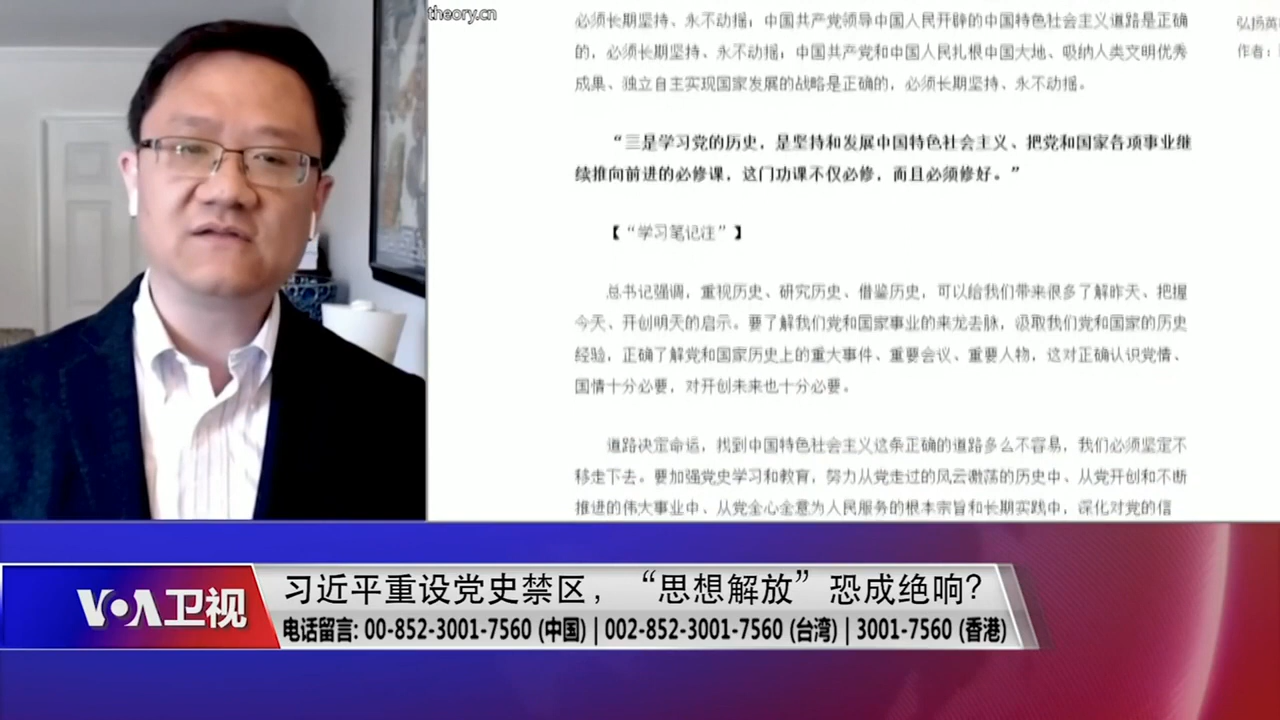 theory.cn
必须长期坚持、永不动摇；中国共产党领导中国人民开辟的中国特色社会主义道路是正确
的，必须长期坚持、永不动摇；中国共产党和中国人民扎根中国大地、吸纳人类文明优秀
成果、独立自主实现国家发展的战略是正确的，必须长期坚持、永不动摇。
“三是学习党的历史，是坚持和发展中国特色社会主义、把党和国家各项事业继
续推向前进的必修课，这门功课不仅必修，而且必须修好。”
【“学习笔记注”】
总书记强调，重视历史、研究历史、借鉴历史，可以给我们带来很多了解昨天、把握
今天、开创明天的启示。要了解我们党和国家事业的来龙去脉，汲取我们党和国家的历史
经验，正确了解党和国家历史上的重大事件、重要会议、重要人物，这对正确认识党情、
国情十分必要，对开创未来也十分必要。
道路决定命运，找到中国特色社会主义这条正确的道路多么不容易，我们必须坚定不
移走下去。要加强党史学习和教育，努力从党走过的风云激荡的历史中、从党开创和不断
推进的伟大事业中、从党全心全意为人民服务的根本宗旨和长期实践中，深化对党的信
弘扬英
作者：
VOA卫视
习近平重设党史禁区，“思想解放”恐成绝响？
电话留言: 00-852-3001-7560 (中国) | 002-852-3001-7560 (台湾) | 3001-7560 (香港)